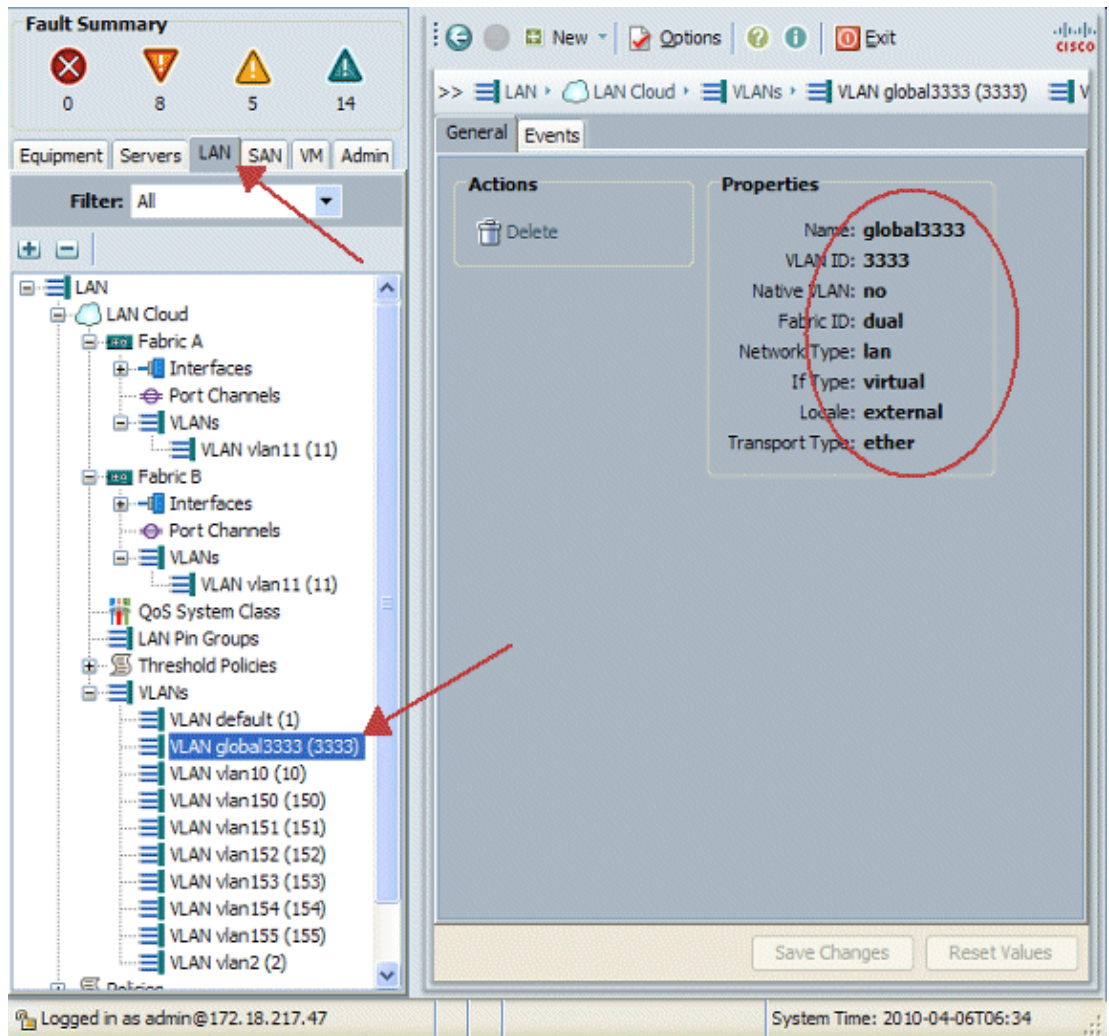 Fault Summary
0 8 5 14
Equipment Servers LAN SAN VM Admin
Filter: All
LAN
LAN Cloud
Fabric A
Interfaces
Port Channels
VLANs
VLAN vlan11 (11)
Fabric B
Interfaces
Port Channels
VLANs
VLAN vlan11 (11)
QoS System Class
LAN Pin Groups
Threshold Policies
VLANs
VLAN default (1)
VLAN global3333 (3333)
VLAN vlan10 (10)
VLAN vlan150 (150)
VLAN vlan151 (151)
VLAN vlan152 (152)
VLAN vlan153 (153)
VLAN vlan154 (154)
VLAN vlan155 (155)
VLAN vlan2 (2)
New Options Exit
CISCO
>> LAN LAN Cloud VLANs VLAN global3333 (3333) V
General Events
Actions
Delete
Properties
Name: global3333
VLAN ID: 3333
Native VLAN: no
Fabric ID: dual
Network Type: lan
If Type: virtual
Locale: external
Transport Type: ether
Save Changes Reset Values
Logged in as admin@172.18.217.47
System Time: 2010-04-06T06:34